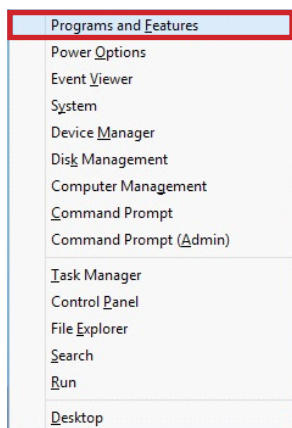 Programs and Features
Power Options
Event Viewer
System
Device Manager
Disk Management
Computer Management
Command Prompt
Command Prompt (Admin)
Task Manager
Control Panel
File Explorer
Search
Run
Desktop